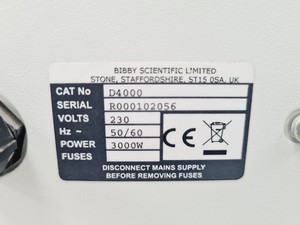 BIBBY SCIENTIFIC LIMITED
STONE, STAFFORDSHIRE, ST15 0SA, UK
CAT No D4000
SERIAL R000102056
VOLTS 230
Hz ~ 50/60
POWER 3000W
FUSES
CE
DISCONNECT MAINS SUPPLY
BEFORE REMOVING FUSES